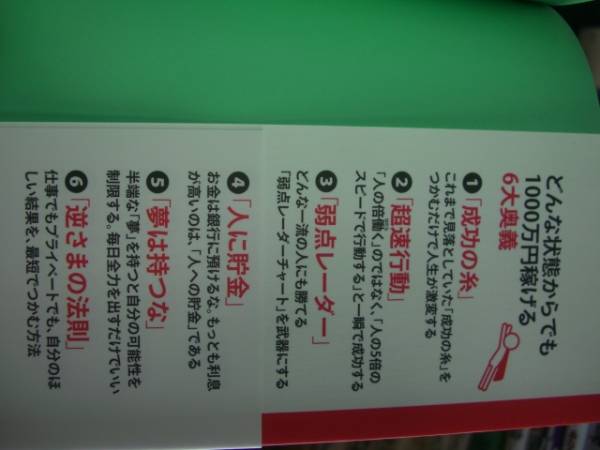 どんな状態からでも
1000万円稼げる
6大奥義
❶「成功の糸」
これまで見落としていた「成功の糸」を
つかむだけで人生が激変する
❷「超速行動」
「人の倍働く」のではなく、「人の5倍の
スピードで行動する」と一瞬で成功する
❸「弱点レーダー」
どんな一流の人にも勝てる
「弱点レーダーチャート」を武器にする
❹「人に貯金」
お金は銀行に預けるな。もっとも利息
が高いのは、「人への貯金」である
❺「夢は持つな」
半端な「夢」を持つと自分の可能性を
制限する。毎日全力を出すだけでいい
❻「逆さまの法則」
仕事でもプライベートでも、自分のほ
しい結果を、最短でつかむ方法